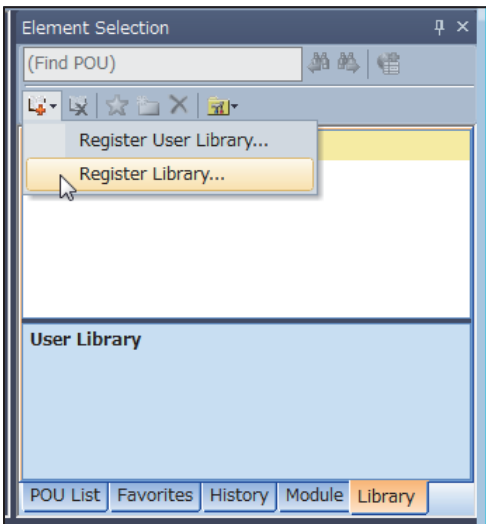 Element Selection
(Find POU)
Register User Library...
Register Library...
User Library
POU List Favorites History Module Library